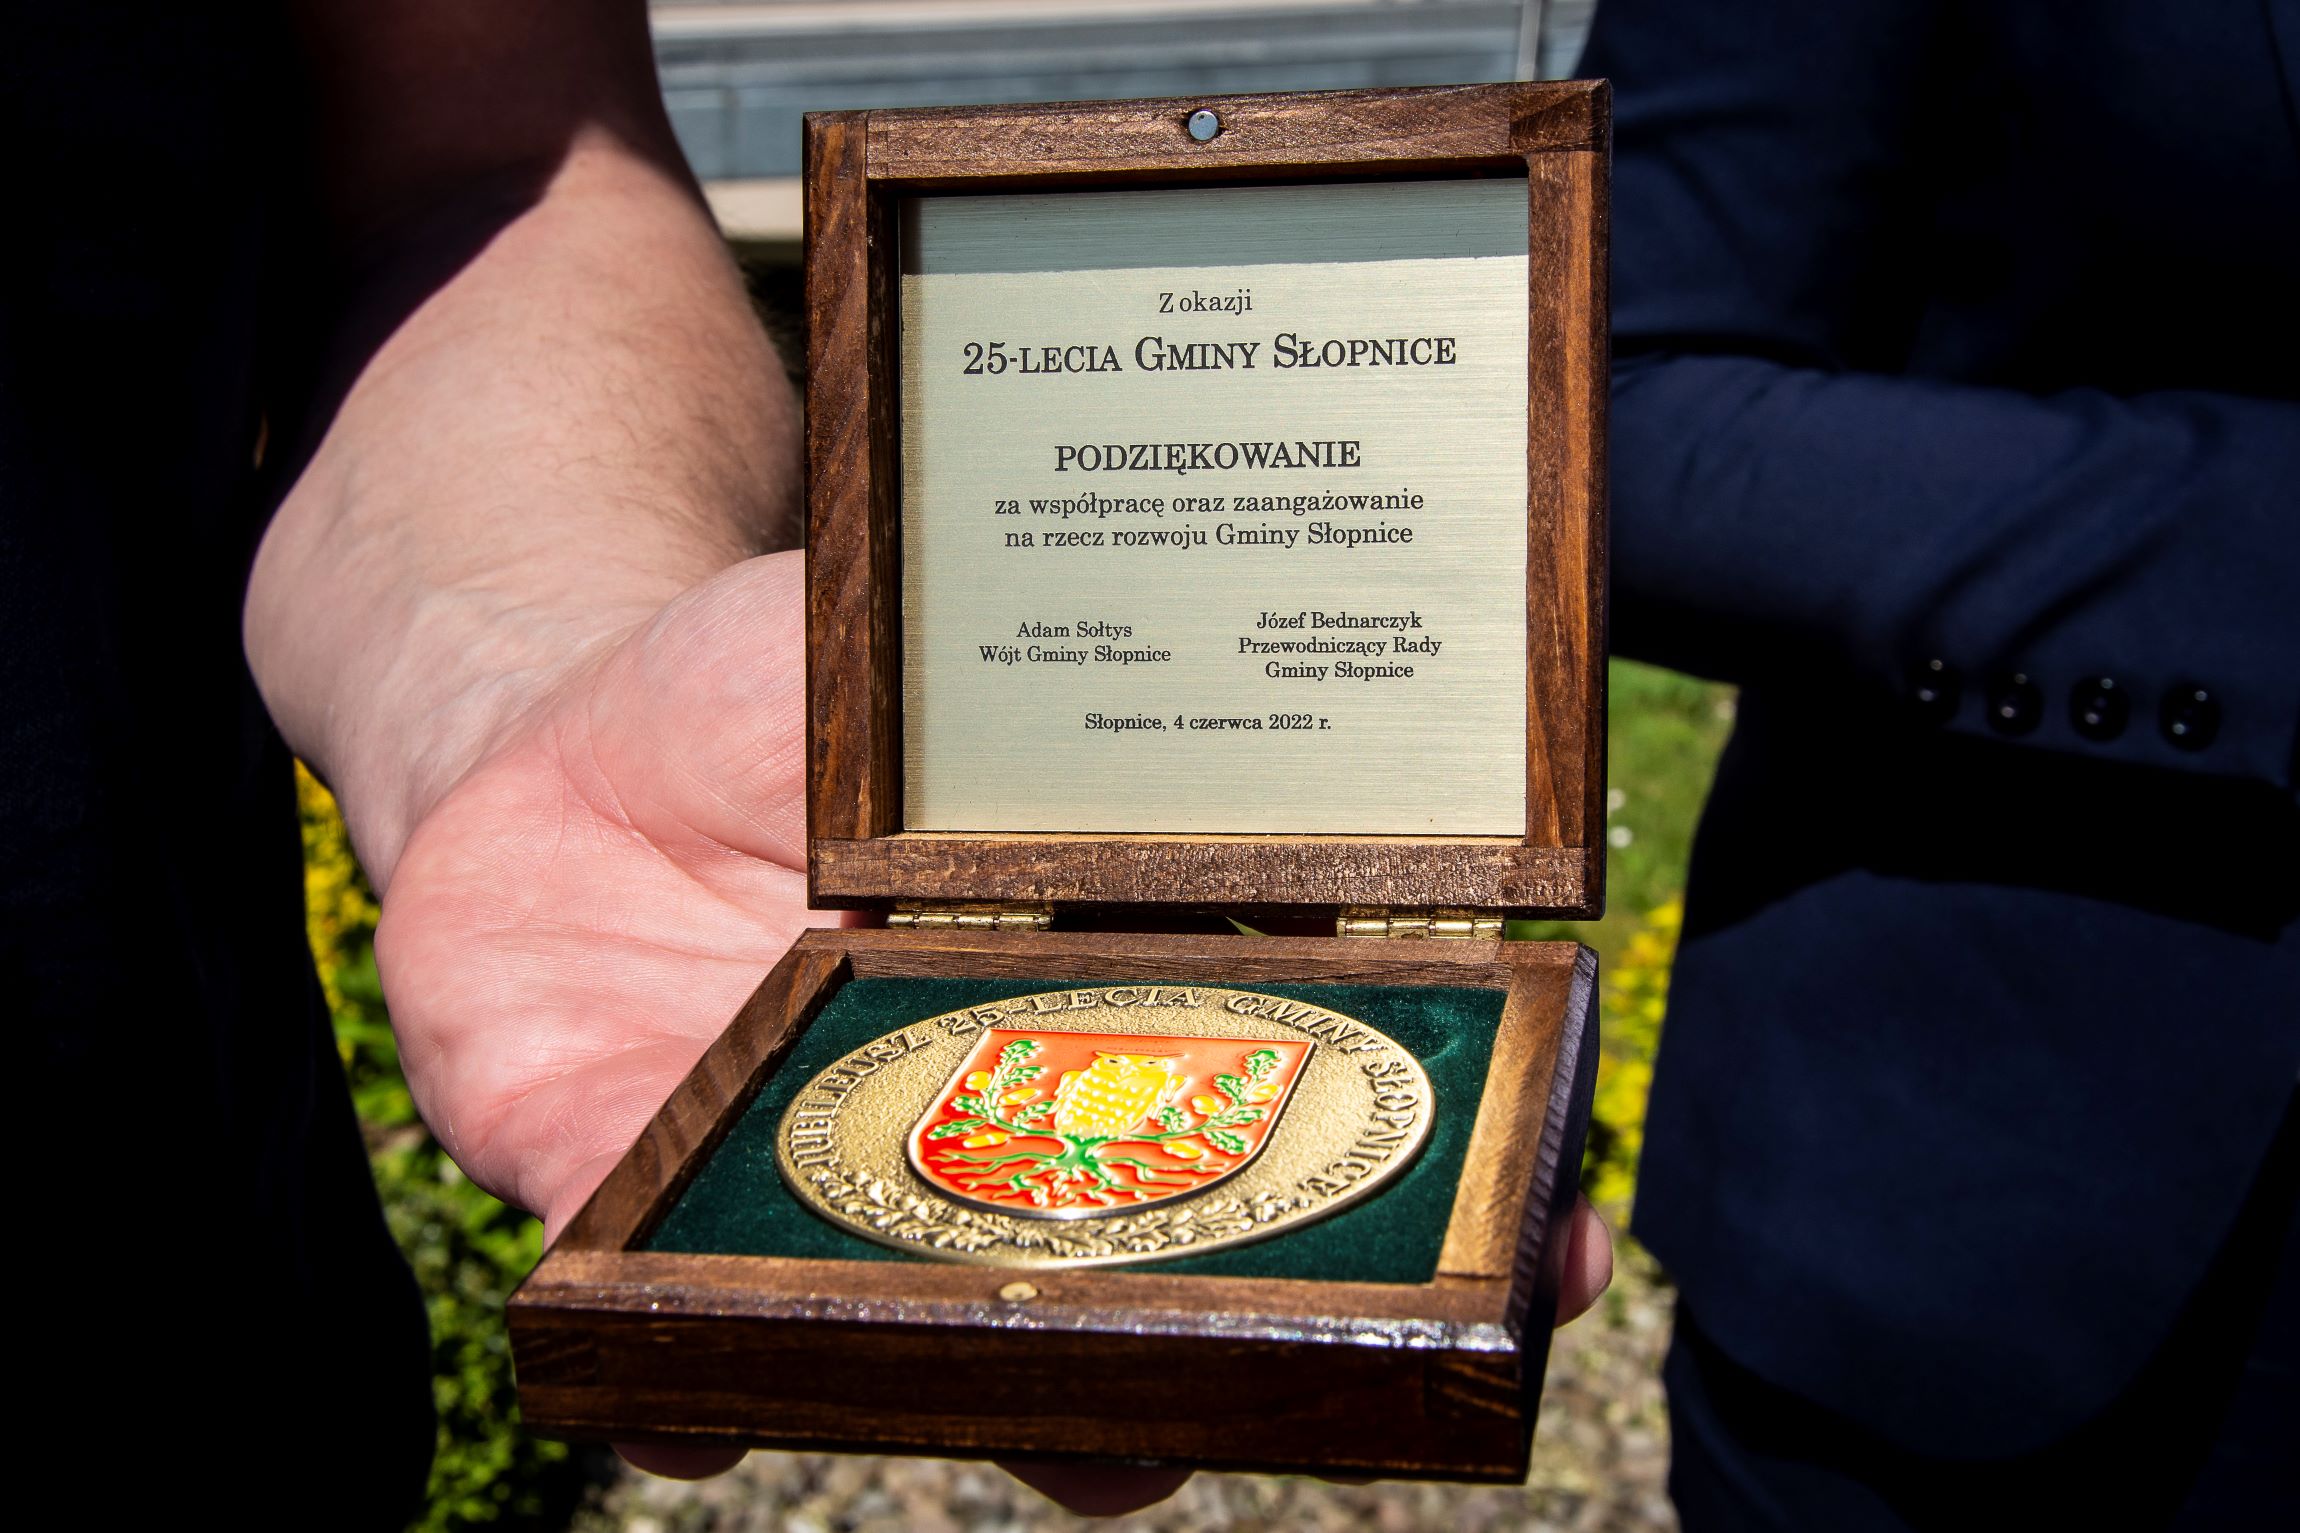 Z okazji
25-LECIA GMINY SŁOPNICE
PODZIĘKOWANIE
za współpracę oraz zaangażowanie
na rzecz rozwoju Gminy Słopnice
Adam Sołtys
Wójt Gminy Słopnice
Józef Bednarczyk
Przewodniczący Rady
Gminy Słopnice
Słopnice, 4 czerwca 2022 r.
JUBILEUSZ 25-LECIA GMINY SŁOPNICE